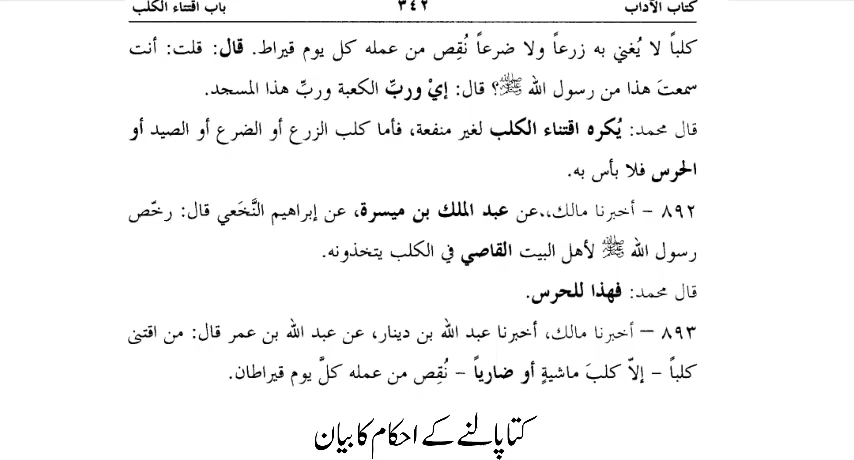 كتاب الآداب ٣٤٢ باب اقتناء الكلب
كلباً لا يُغني به زرعاً ولا ضرعاً نُقِص من عمله كل يوم قيراط. قال: قلت: أنت
سمعتَ هذا من رسول الله ﷺ؟ قال: إيْ وربِّ الكعبة وربِّ هذا المسجد.
قال محمد: يُكره اقتناء الكلب لغير منفعة، فأما كلب الزرع أو الضرع أو الصيد أو
الحرس فلا بأس به.
٨٩٢ - أخبرنا مالك، عن عبد الملك بن ميسرة، عن إبراهيم النَّخَعي قال: رخّص
رسول الله ﷺ لأهل البيت القاصي في الكلب يتخذونه.
قال محمد: فهذا للحرس.
٨٩٣ - أخبرنا مالك، أخبرنا عبد الله بن دينار، عن عبد الله بن عمر قال: من اقتنى
كلباً - إلاّ كلبَ ماشيةٍ أو ضارياً - نُقِص من عمله كلَّ يوم قيراطان.
کتا پالنے کے احکام کا بیان